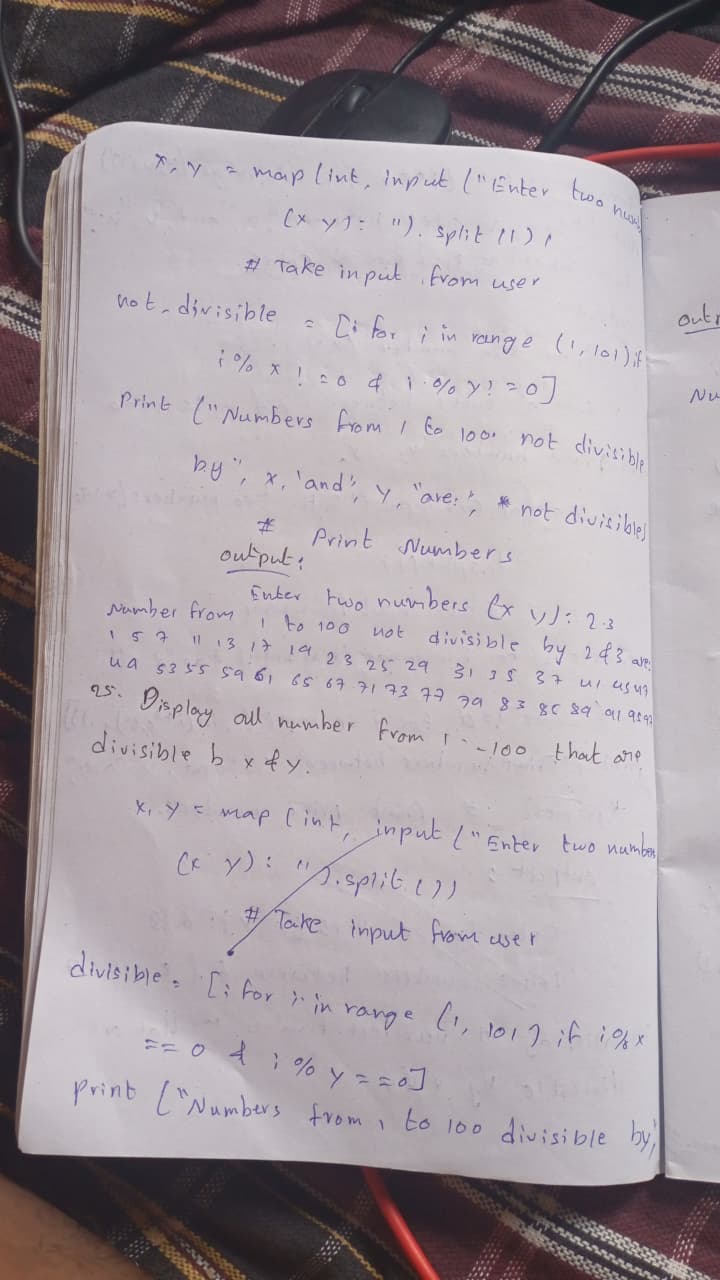 x, y = map (int, input ("Enter two num
(x y): "). split ( ) )
# Take input from user
not_divisible = [i for i in range (1, 101) if
i % x ! = 0 & i % y ! = 0]
Print ("Numbers from 1 to 100 not divisible
by", x, 'and', y, "are:", * not divisible)
# Print Numbers
output:
Enter two numbers (x y): 2 3
Number from 1 to 100 not divisible by 2 & 3 are:
1 5 7 11 13 17 19 23 25 29 31 35 37 41 43 47
49 53 55 59 61 65 67 71 73 77 79 83 85 89 91 95 97
25. Display all number from 1 - 100 that are
divisible b x & y.
x, y = map (int, input ("Enter two number
(x y) : " ). split ( ) )
# Take input from user
divisible = [i for i in range (1, 101) if i % x
== 0 & i % y == 0]
Print ("Numbers from 1 to 100 divisible by,
outp
Nu